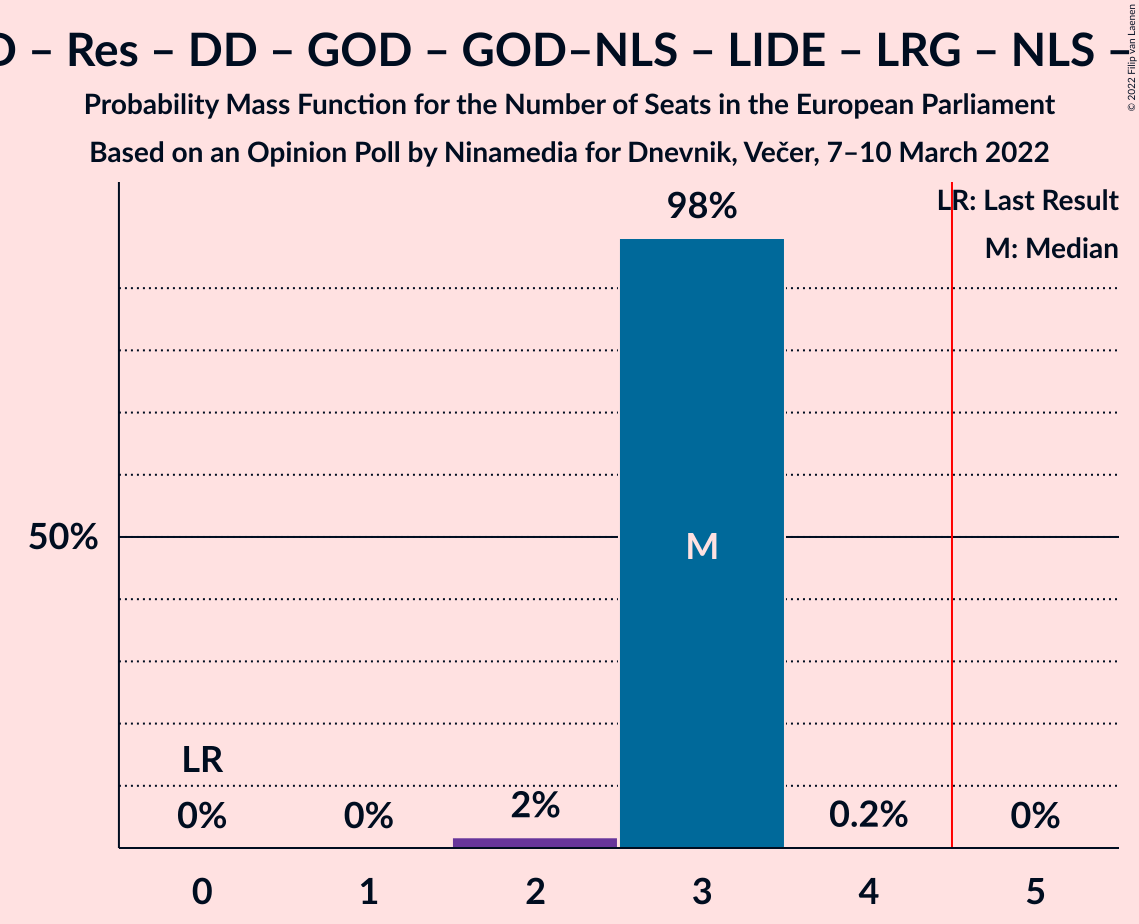 – Res – DD – GOD – GOD–NLS – LIDE – LRG – NLS –
© 2022 Filip van Laenen
Probability Mass Function for the Number of Seats in the European Parliament
Based on an Opinion Poll by Ninamedia for Dnevnik, Večer, 7–10 March 2022
98%
LR: Last Result
M: Median
50%
M
LR
0%
0%
2%
0.2%
0%
0
1
2
3
4
5